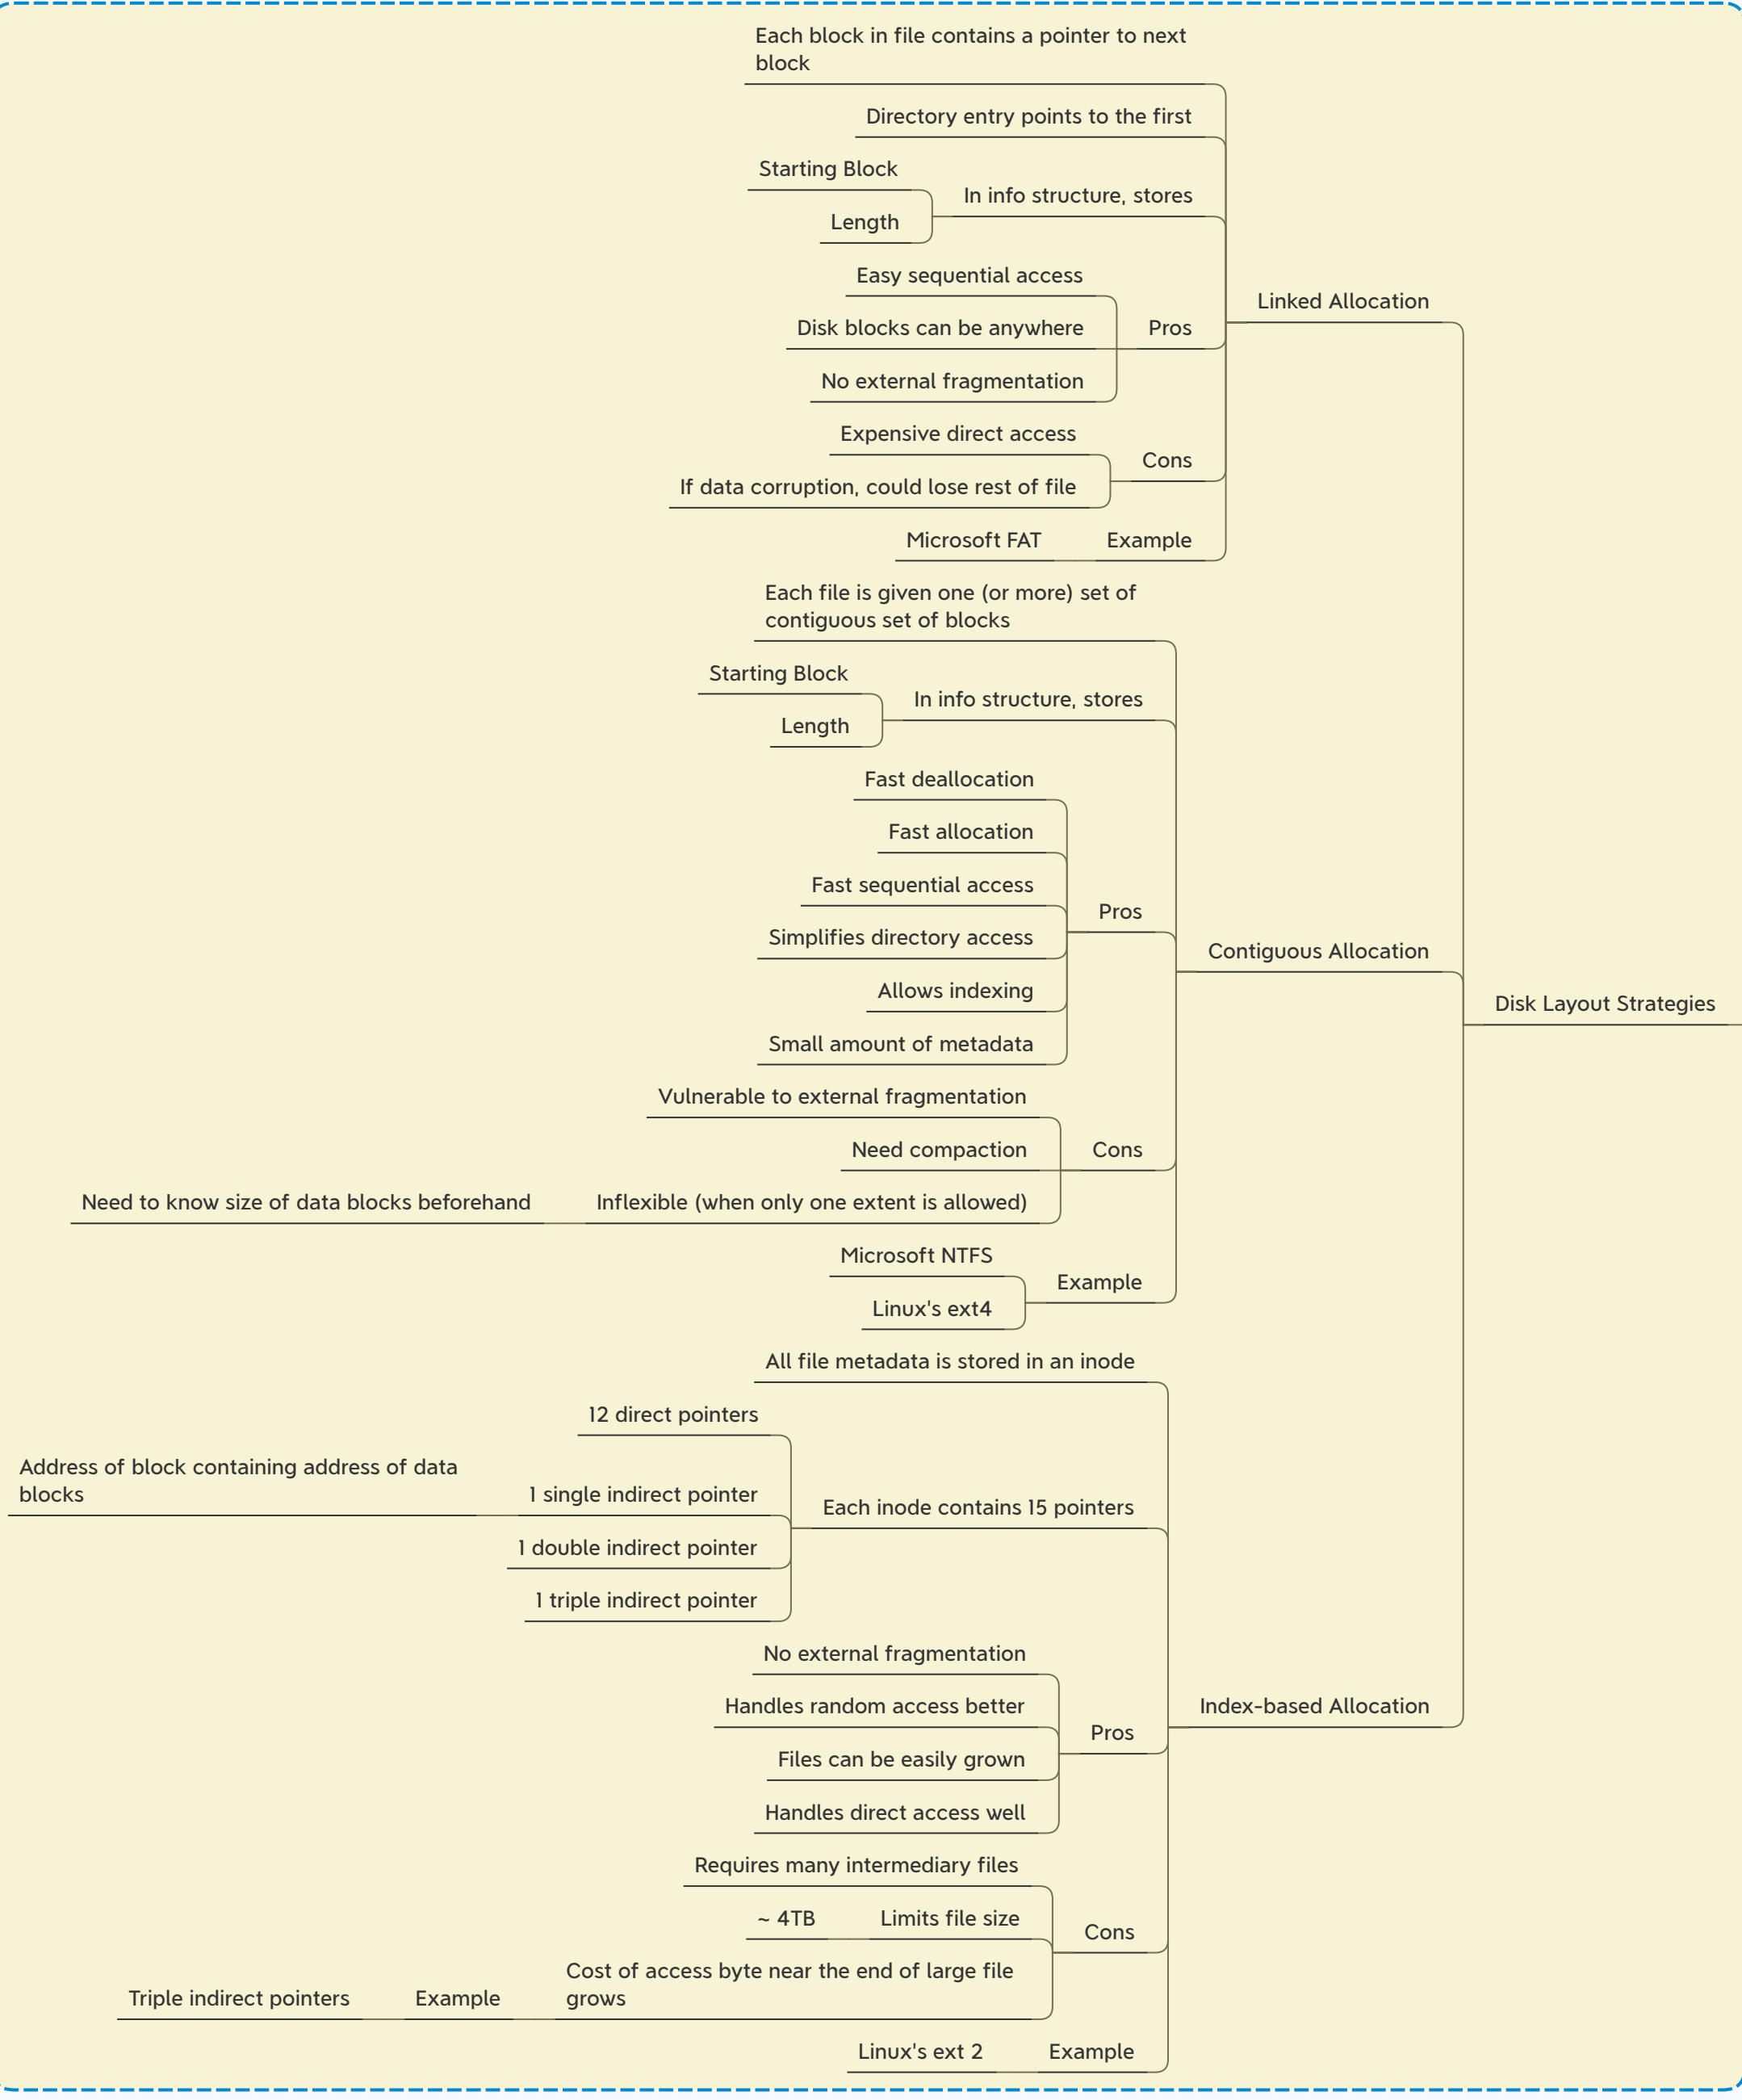 Each block in file contains a pointer to next
block
Directory entry points to the first
Starting Block
In info structure, stores
Length
Easy sequential access
Linked Allocation
Disk blocks can be anywhere
Pros
No external fragmentation
Expensive direct access
Cons
If data corruption, could lose rest of file
Microsoft FAT
Example
Each file is given one (or more) set of
contiguous set of blocks
Starting Block
In info structure, stores
Length
Fast deallocation
Fast allocation
Fast sequential access
Pros
Simplifies directory access
Contiguous Allocation
Allows indexing
Disk Layout Strategies
Small amount of metadata
Vulnerable to external fragmentation
Need compaction
Cons
Need to know size of data blocks beforehand
Inflexible (when only one extent is allowed)
Microsoft NTFS
Example
Linux's ext4
All file metadata is stored in an inode
12 direct pointers
Address of block containing address of data
blocks
1 single indirect pointer
Each inode contains 15 pointers
1 double indirect pointer
1 triple indirect pointer
No external fragmentation
Handles random access better
Index-based Allocation
Pros
Files can be easily grown
Handles direct access well
Requires many intermediary files
~ 4TB
Limits file size
Cons
Cost of access byte near the end of large file
grows
Triple indirect pointers
Example
Linux's ext 2
Example